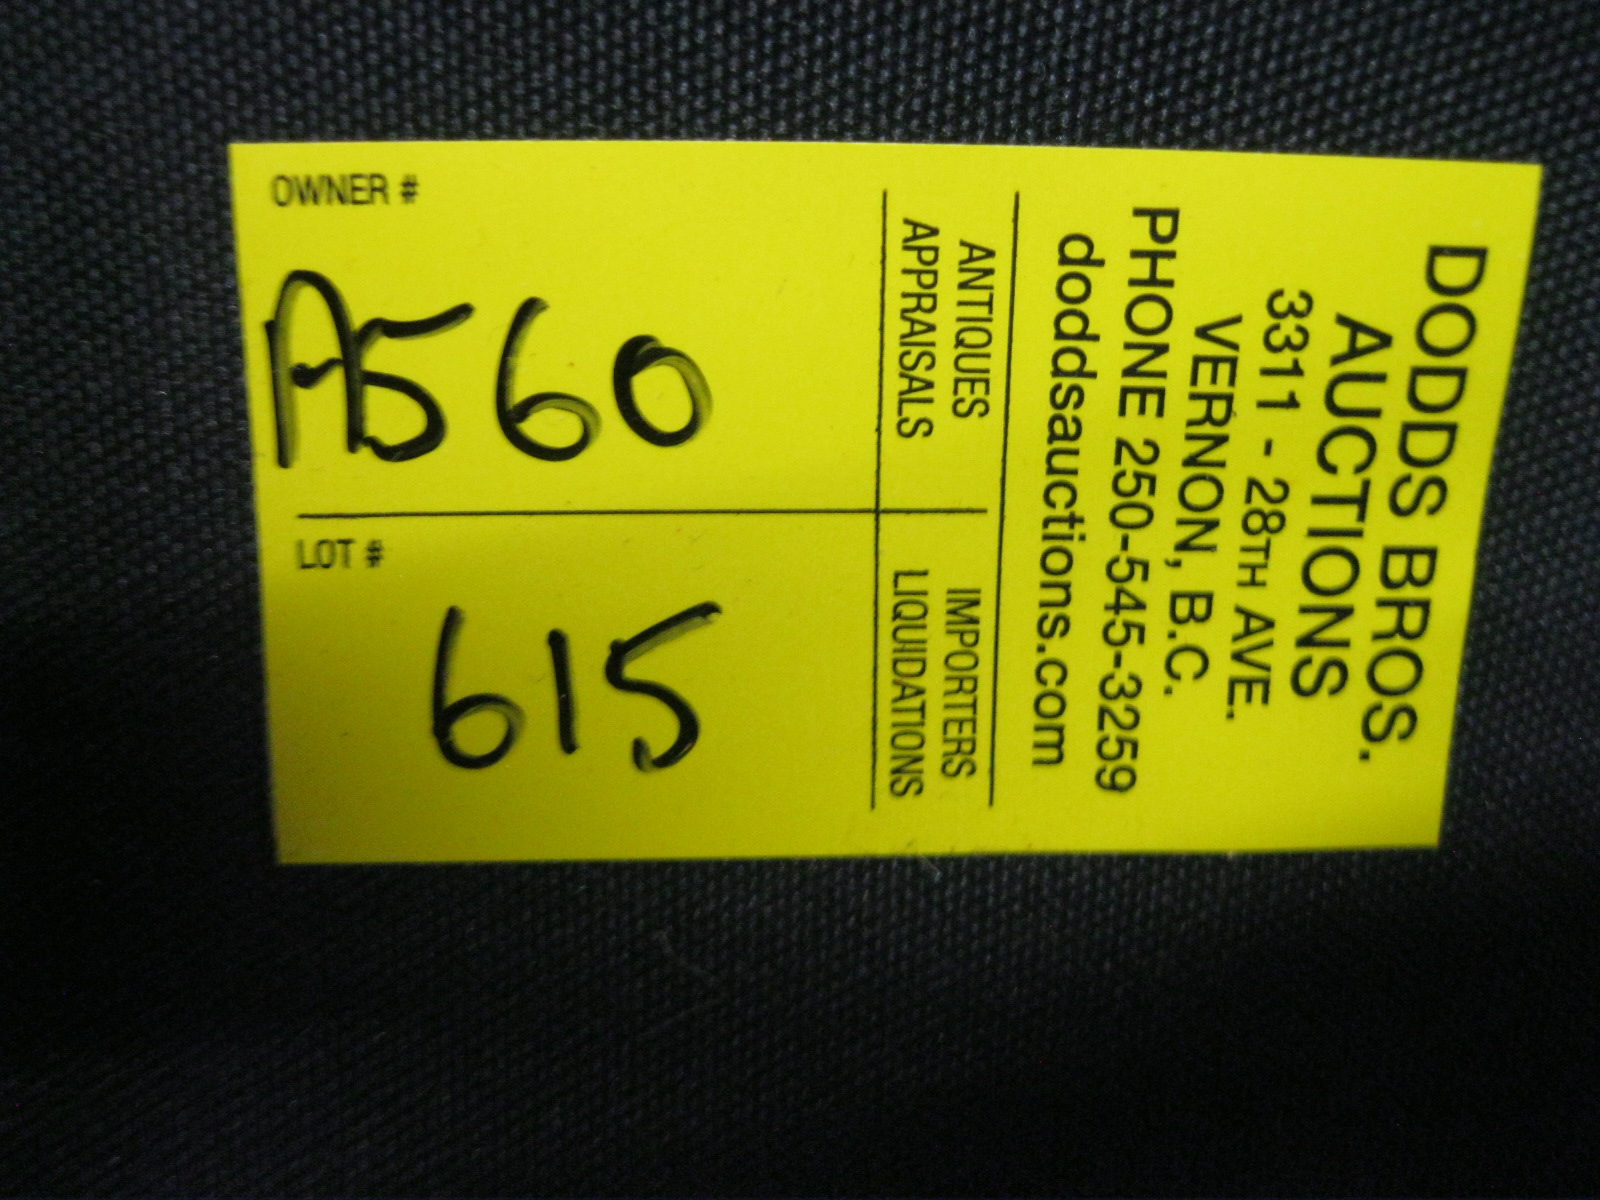 DODDS BROS.
AUCTIONS
3311 - 28TH AVE.
VERNON, B.C.
PHONE 250-545-3259
doddsauctions.com
ANTIQUES
APPRAISALS
IMPORTERS
LIQUIDATIONS
OWNER #
A560
LOT #
615